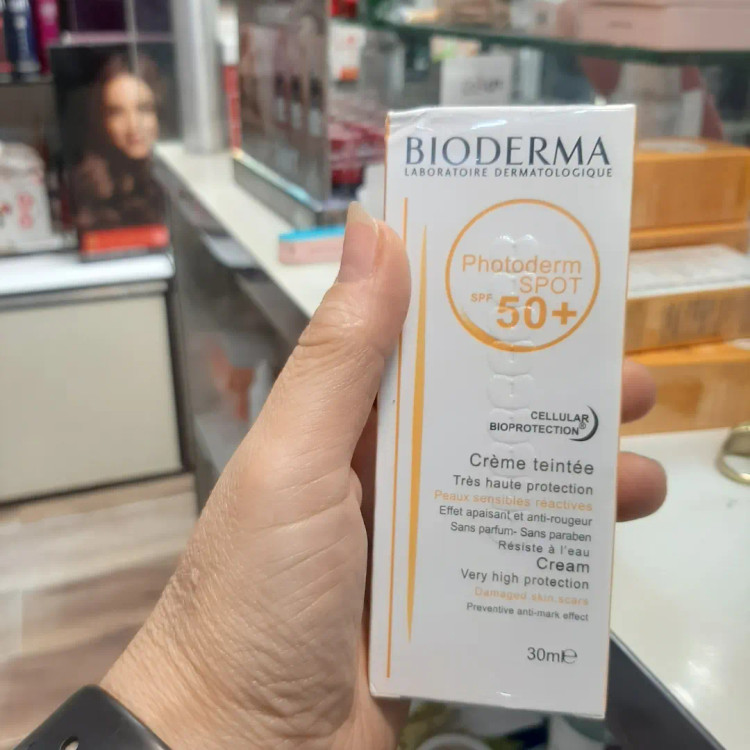 BIODERMA
LABORATOIRE DERMATOLOGIQUE
Photoderm
SPOT
SPF 50+
CELLULAR
BIOPROTECTION®
Crème teintée
Très haute protection
Peaux sensibles réactives
Effet apaisant et anti-rougeur
Sans parfum- Sans paraben
Résiste à l'eau
Cream
Very high protection
Damaged skin scars
Preventive anti-mark effect
30ml℮